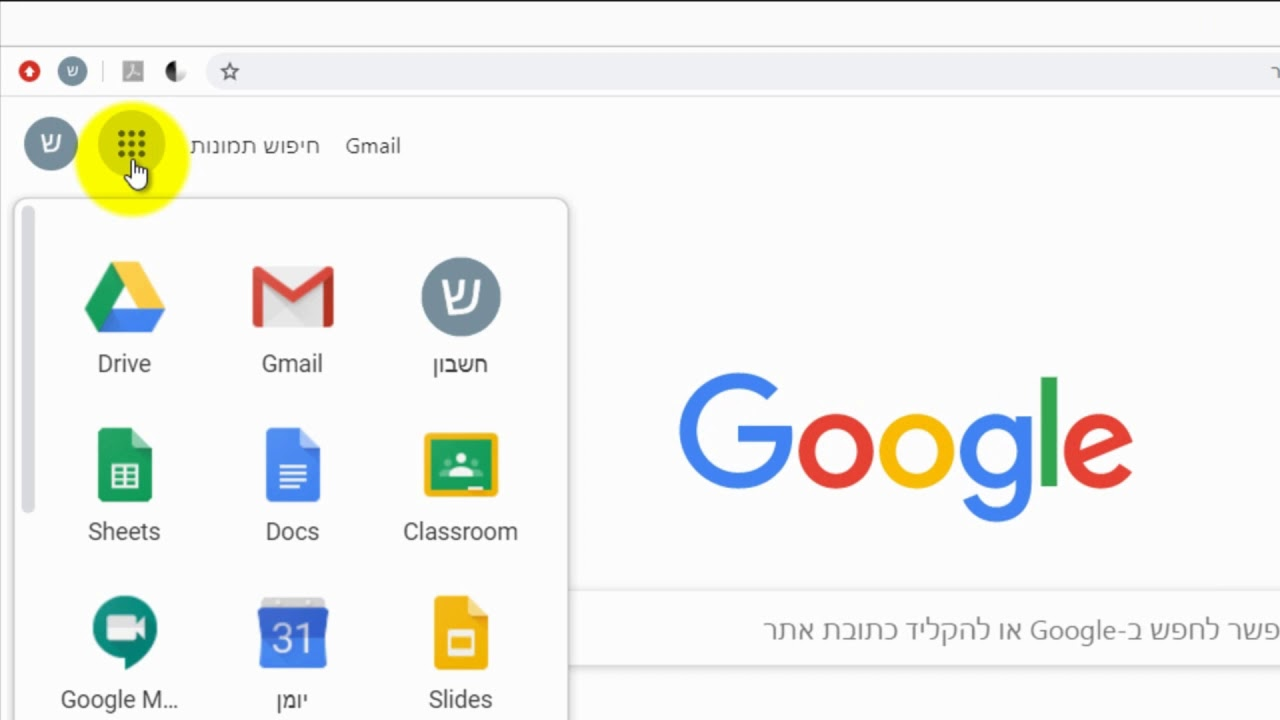 ש
ש
חיפוש תמונות
Gmail
ש
חשבון
Gmail
Drive
Classroom
Docs
Sheets
Slides
31
יומן
Google M...
Google
לחפש ב-Google או להקליד כתובת אתר